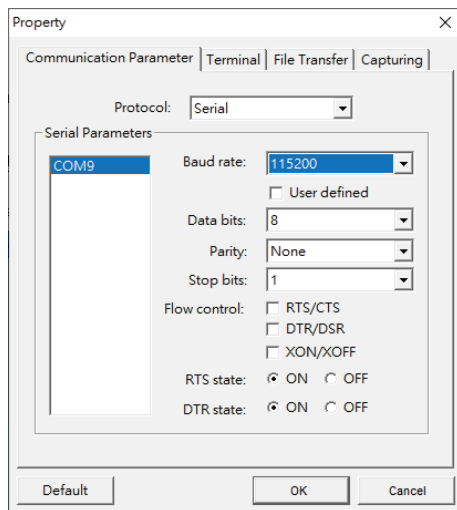 Property
Communication Parameter Terminal File Transfer Capturing
Protocol: Serial
Serial Parameters
COM9
Baud rate: 115200
User defined
Data bits: 8
Parity: None
Stop bits: 1
Flow control: RTS/CTS
DTR/DSR
XON/XOFF
RTS state: ON OFF
DTR state: ON OFF
Default OK Cancel